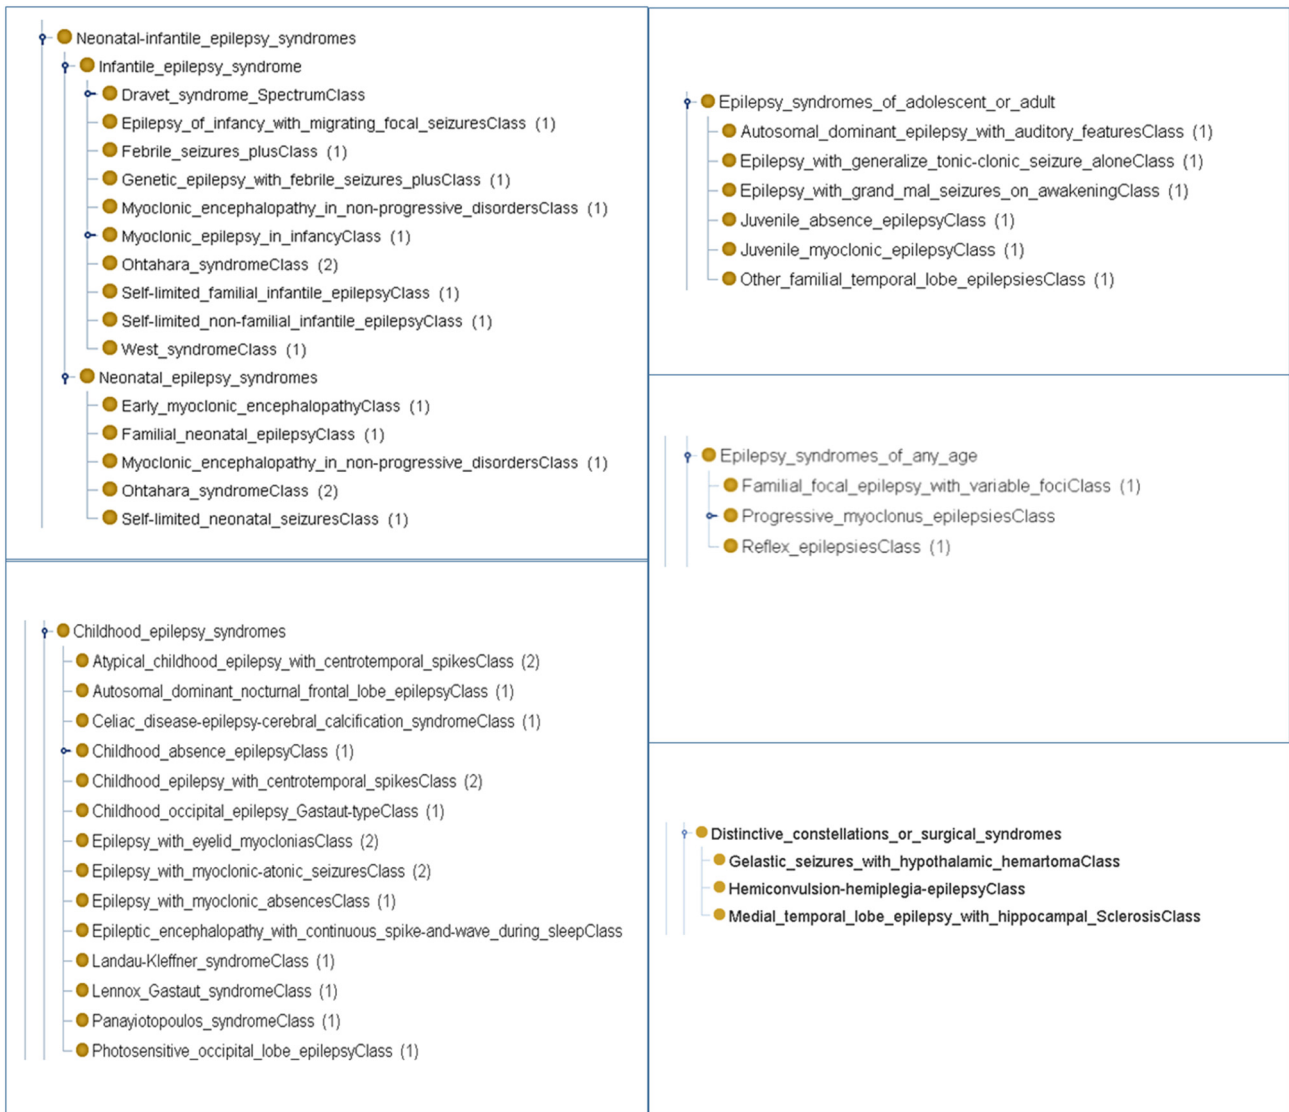 Neonatal-infantile_epilepsy_syndromes
Infantile_epilepsy_syndrome
Dravet_syndrome_SpectrumClass
Epilepsy_of_infancy_with_migrating_focal_seizuresClass (1)
Febrile_seizures_plusClass (1)
Genetic_epilepsy_with_febrile_seizures_plusClass (1)
Myoclonic_encephalopathy_in_non-progressive_disordersClass (1)
Myoclonic_epilepsy_in_infancyClass (1)
Ohtahara_syndromeClass (2)
Self-limited_familial_infantile_epilepsyClass (1)
Self-limited_non-familial_infantile_epilepsyClass (1)
West_syndromeClass (1)
Neonatal_epilepsy_syndromes
Early_myoclonic_encephalopathyClass (1)
Familial_neonatal_epilepsyClass (1)
Myoclonic_encephalopathy_in_non-progressive_disordersClass (1)
Ohtahara_syndromeClass (2)
Self-limited_neonatal_seizuresClass (1)
Childhood_epilepsy_syndromes
Atypical_childhood_epilepsy_with_centrotemporal_spikesClass (2)
Autosomal_dominant_nocturnal_frontal_lobe_epilepsyClass (1)
Celiac_disease-epilepsy-cerebral_calcification_syndromeClass (1)
Childhood_absence_epilepsyClass (1)
Childhood_epilepsy_with_centrotemporal_spikesClass (2)
Childhood_occipital_epilepsy_Gastaut-typeClass (1)
Epilepsy_with_eyelid_myocloniasClass (2)
Epilepsy_with_myoclonic-atonic_seizuresClass (2)
Epilepsy_with_myoclonic_absencesClass (1)
Epileptic_encephalopathy_with_continuous_spike-and-wave_during_sleepClass
Landau-Kleffner_syndromeClass (1)
Lennox_Gastaut_syndromeClass (1)
Panayiotopoulos_syndromeClass (1)
Photosensitive_occipital_lobe_epilepsyClass (1)
Epilepsy_syndromes_of_adolescent_or_adult
Autosomal_dominant_epilepsy_with_auditory_featuresClass (1)
Epilepsy_with_generalize_tonic-clonic_seizure_aloneClass (1)
Epilepsy_with_grand_mal_seizures_on_awakeningClass (1)
Juvenile_absence_epilepsyClass (1)
Juvenile_myoclonic_epilepsyClass (1)
Other_familial_temporal_lobe_epilepsiesClass (1)
Epilepsy_syndromes_of_any_age
Familial_focal_epilepsy_with_variable_fociClass (1)
Progressive_myoclonus_epilepsiesClass
Reflex_epilepsiesClass (1)
Distinctive_constellations_or_surgical_syndromes
Gelastic_seizures_with_hypothalamic_hemartomaClass
Hemiconvulsion-hemiplegia-epilepsyClass
Medial_temporal_lobe_epilepsy_with_hippocampal_SclerosisClass